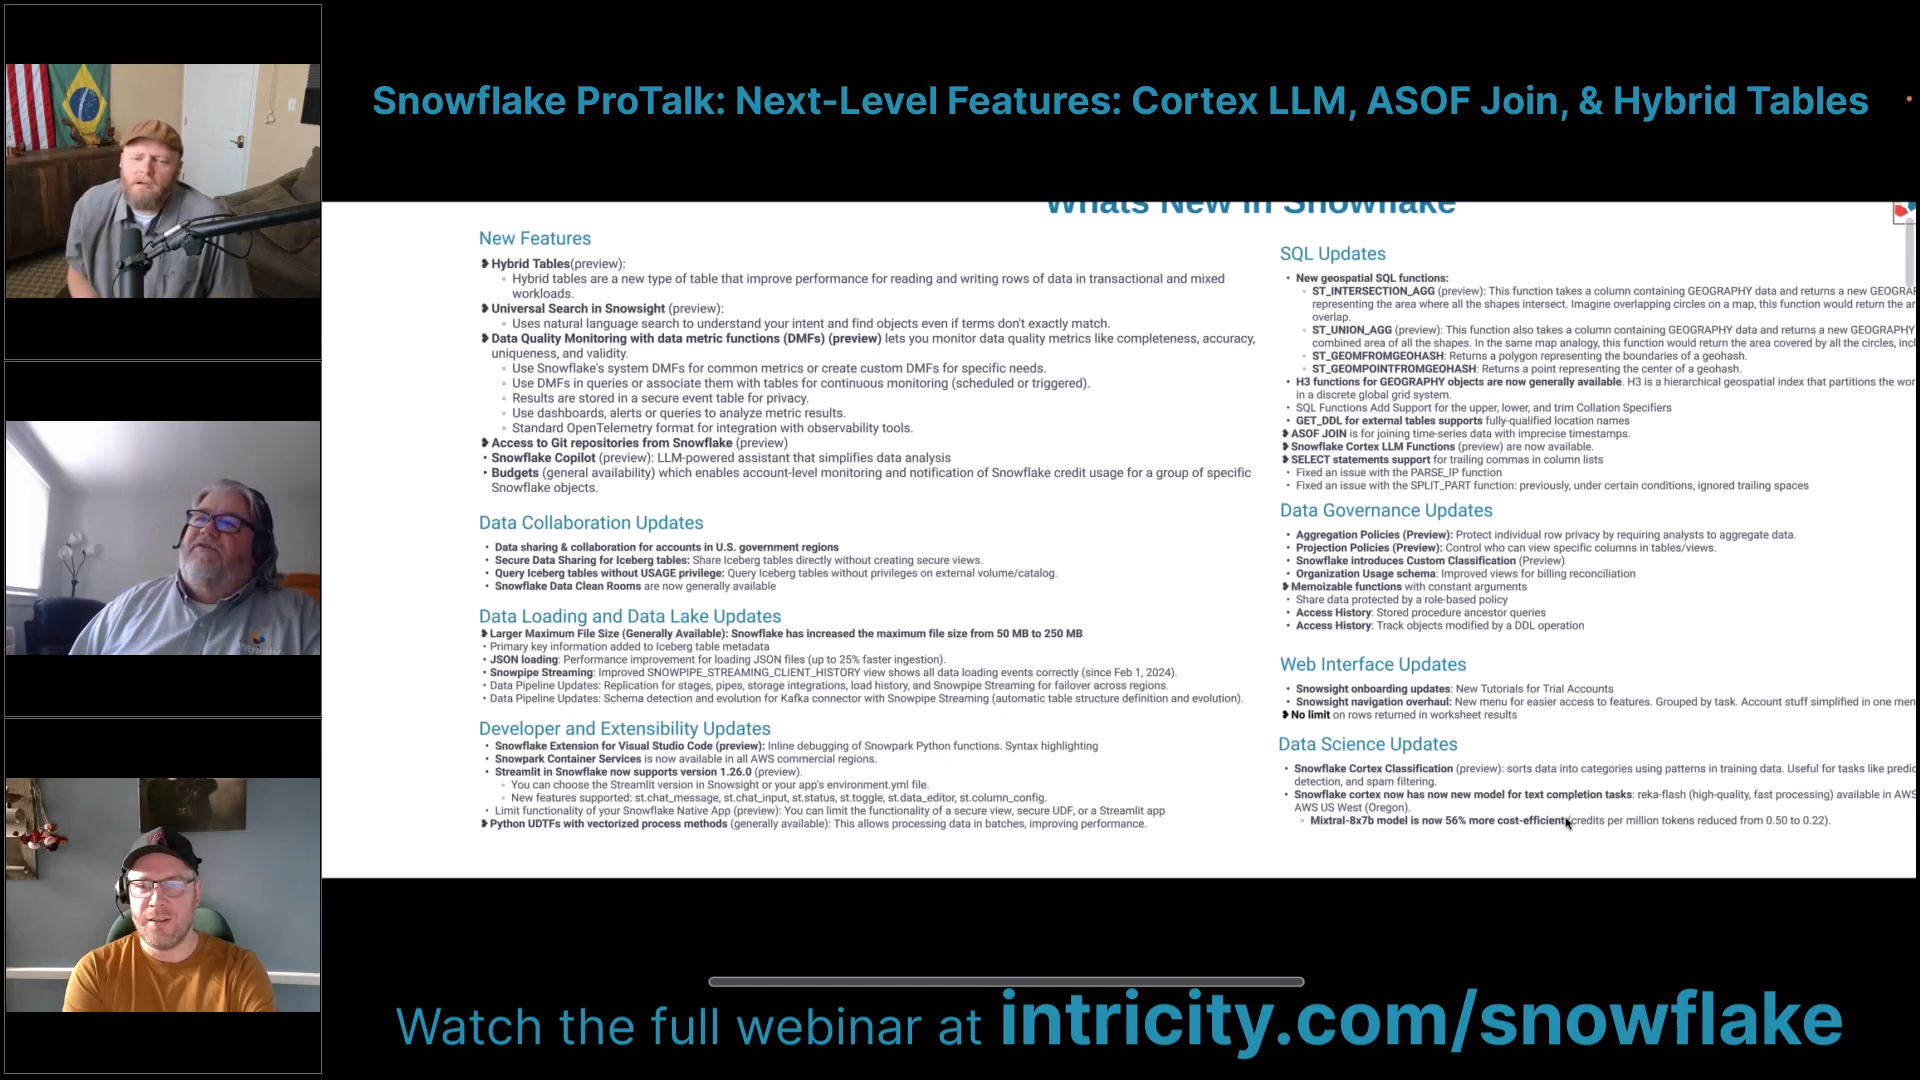 Snowflake ProTalk: Next-Level Features: Cortex LLM, ASOF Join, & Hybrid Tables
Whats New in Snowflake
New Features
❥ Hybrid Tables(preview):
◦ Hybrid tables are a new type of table that improve performance for reading and writing rows of data in transactional and mixed
workloads.
❥ Universal Search in Snowsight (preview):
◦ Uses natural language search to understand your intent and find objects even if terms don't exactly match.
❥ Data Quality Monitoring with data metric functions (DMFs) (preview) lets you monitor data quality metrics like completeness, accuracy,
uniqueness, and validity.
◦ Use Snowflake's system DMFs for common metrics or create custom DMFs for specific needs.
◦ Use DMFs in queries or associate them with tables for continuous monitoring (scheduled or triggered).
◦ Results are stored in a secure event table for privacy.
◦ Use dashboards, alerts or queries to analyze metric results.
◦ Standard OpenTelemetry format for integration with observability tools.
❥ Access to Git repositories from Snowflake (preview)
• Snowflake Copilot (preview): LLM-powered assistant that simplifies data analysis
• Budgets (general availability) which enables account-level monitoring and notification of Snowflake credit usage for a group of specific
Snowflake objects.
Data Collaboration Updates
• Data sharing & collaboration for accounts in U.S. government regions
• Secure Data Sharing for Iceberg tables: Share Iceberg tables directly without creating secure views.
• Query Iceberg tables without USAGE privilege: Query Iceberg tables without privileges on external volume/catalog.
• Snowflake Data Clean Rooms are now generally available
Data Loading and Data Lake Updates
❥ Larger Maximum File Size (Generally Available): Snowflake has increased the maximum file size from 50 MB to 250 MB
• Primary key information added to Iceberg table metadata
• JSON loading: Performance improvement for loading JSON files (up to 25% faster ingestion).
• Snowpipe Streaming: Improved SNOWPIPE_STREAMING_CLIENT_HISTORY view shows all data loading events correctly (since Feb 1, 2024).
• Data Pipeline Updates: Replication for stages, pipes, storage integrations, load history, and Snowpipe Streaming for failover across regions.
• Data Pipeline Updates: Schema detection and evolution for Kafka connector with Snowpipe Streaming (automatic table structure definition and evolution).
Developer and Extensibility Updates
• Snowflake Extension for Visual Studio Code (preview): Inline debugging of Snowpark Python functions. Syntax highlighting
• Snowpark Container Services is now available in all AWS commercial regions.
• Streamlit in Snowflake now supports version 1.26.0 (preview).
◦ You can choose the Streamlit version in Snowsight or your app's environment.yml file.
◦ New features supported: st.chat_message, st.chat_input, st.status, st.toggle, st.data_editor, st.column_config.
• Limit functionality of your Snowflake Native App (preview): You can limit the functionality of a secure view, secure UDF, or a Streamlit app
❥ Python UDTFs with vectorized process methods (generally available): This allows processing data in batches, improving performance.
SQL Updates
• New geospatial SQL functions:
◦ ST_INTERSECTION_AGG (preview): This function takes a column containing GEOGRAPHY data and returns a new GEOGRAP
representing the area where all the shapes intersect. Imagine overlapping circles on a map, this function would return the ar
overlap.
◦ ST_UNION_AGG (preview): This function also takes a column containing GEOGRAPHY data and returns a new GEOGRAPHY
combined area of all the shapes. In the same map analogy, this function would return the area covered by all the circles, incl
◦ ST_GEOMFROMGEOHASH: Returns a polygon representing the boundaries of a geohash.
◦ ST_GEOMPOINTFROMGEOHASH: Returns a point representing the center of a geohash.
• H3 functions for GEOGRAPHY objects are now generally available. H3 is a hierarchical geospatial index that partitions the wor
in a discrete global grid system.
• SQL Functions Add Support for the upper, lower, and trim Collation Specifiers
• GET_DDL for external tables supports fully-qualified location names
❥ ASOF JOIN is for joining time-series data with imprecise timestamps.
❥ Snowflake Cortex LLM Functions (preview) are now available.
❥ SELECT statements support for trailing commas in column lists
• Fixed an issue with the PARSE_IP function
• Fixed an issue with the SPLIT_PART function: previously, under certain conditions, ignored trailing spaces
Data Governance Updates
• Aggregation Policies (Preview): Protect individual row privacy by requiring analysts to aggregate data.
• Projection Policies (Preview): Control who can view specific columns in tables/views.
• Snowflake introduces Custom Classification (Preview)
• Organization Usage schema: Improved views for billing reconciliation
❥ Memoizable functions with constant arguments
• Share data protected by a role-based policy
• Access History: Stored procedure ancestor queries
• Access History: Track objects modified by a DDL operation
Web Interface Updates
• Snowsight onboarding updates: New Tutorials for Trial Accounts
• Snowsight navigation overhaul: New menu for easier access to features. Grouped by task. Account stuff simplified in one men
❥ No limit on rows returned in worksheet results
Data Science Updates
• Snowflake Cortex Classification (preview): sorts data into categories using patterns in training data. Useful for tasks like predic
detection, and spam filtering.
• Snowflake cortex now has now new model for text completion tasks: reka-flash (high-quality, fast processing) available in AWS
AWS US West (Oregon).
◦ Mixtral-8x7b model is now 56% more cost-efficient (credits per million tokens reduced from 0.50 to 0.22).
Watch the full webinar at intricity.com/snowflake